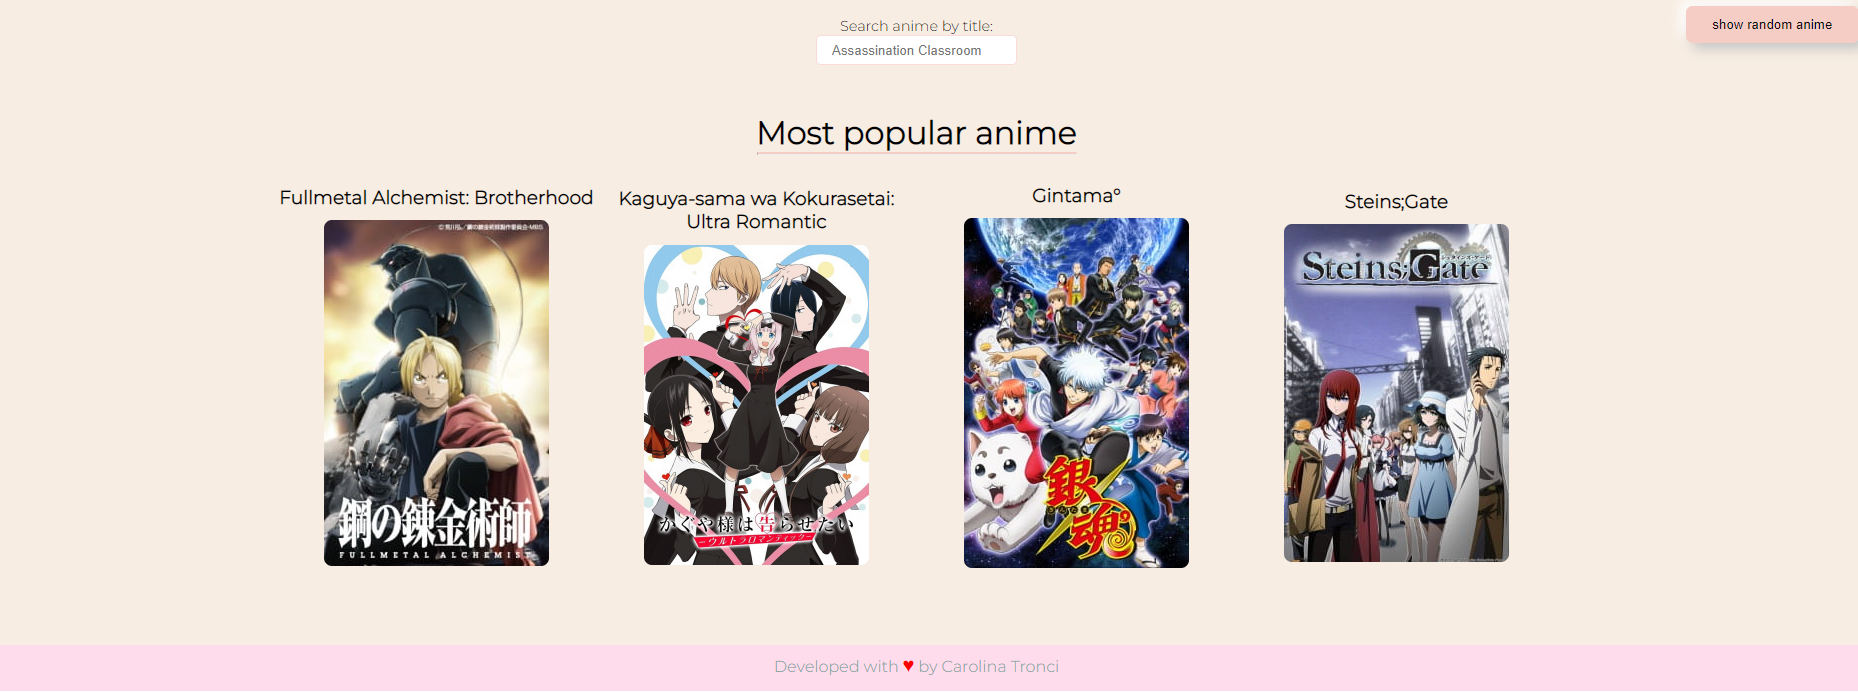 Search anime by title:
show random anime
Assassination Classroom
Most popular anime
Fullmetal Alchemist: Brotherhood
Kaguya-sama wa Kokurasetai:
Ultra Romantic
Gintama°
Steins;Gate
鋼の錬金術師
FULLMETAL ALCHEMIST
かぐや様は告らせたい
ーウルトラロマンティックー
銀魂°
Steins;Gate
Developed with ♥ by Carolina Tronci